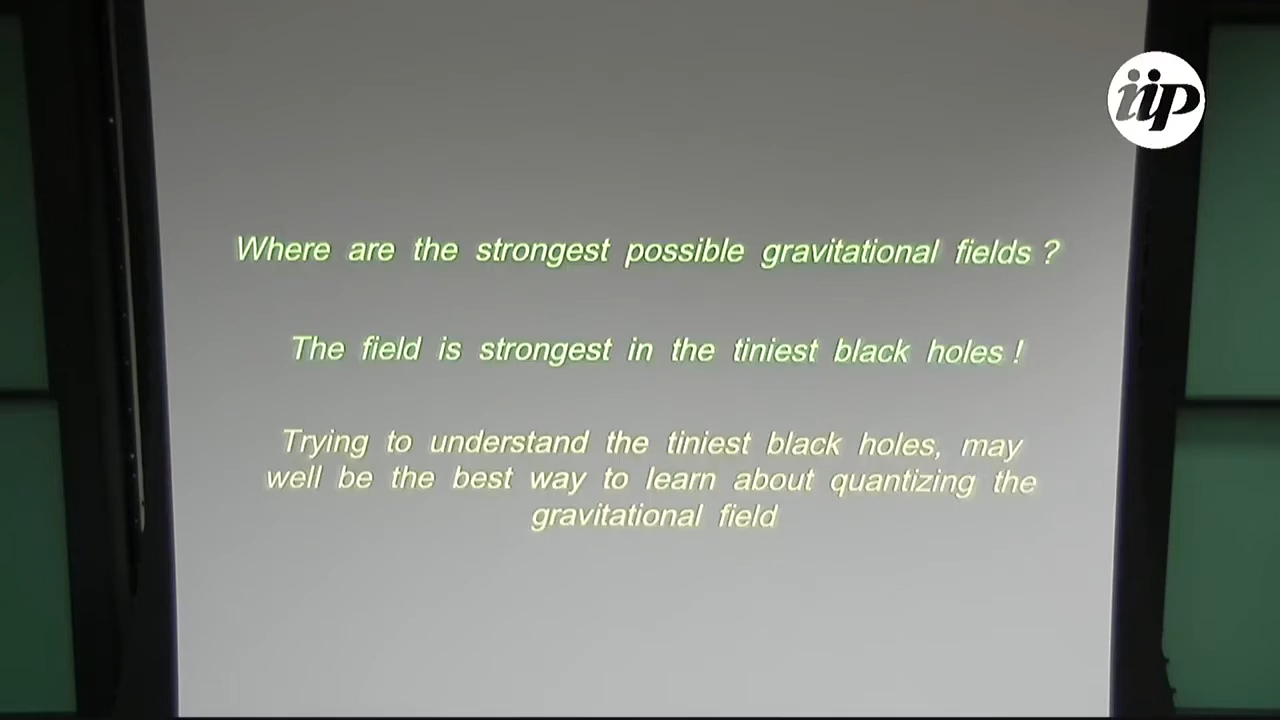 iip
Where are the strongest possible gravitational fields ?
The field is strongest in the tiniest black holes !
Trying to understand the tiniest black holes, may
well be the best way to learn about quantizing the
gravitational field